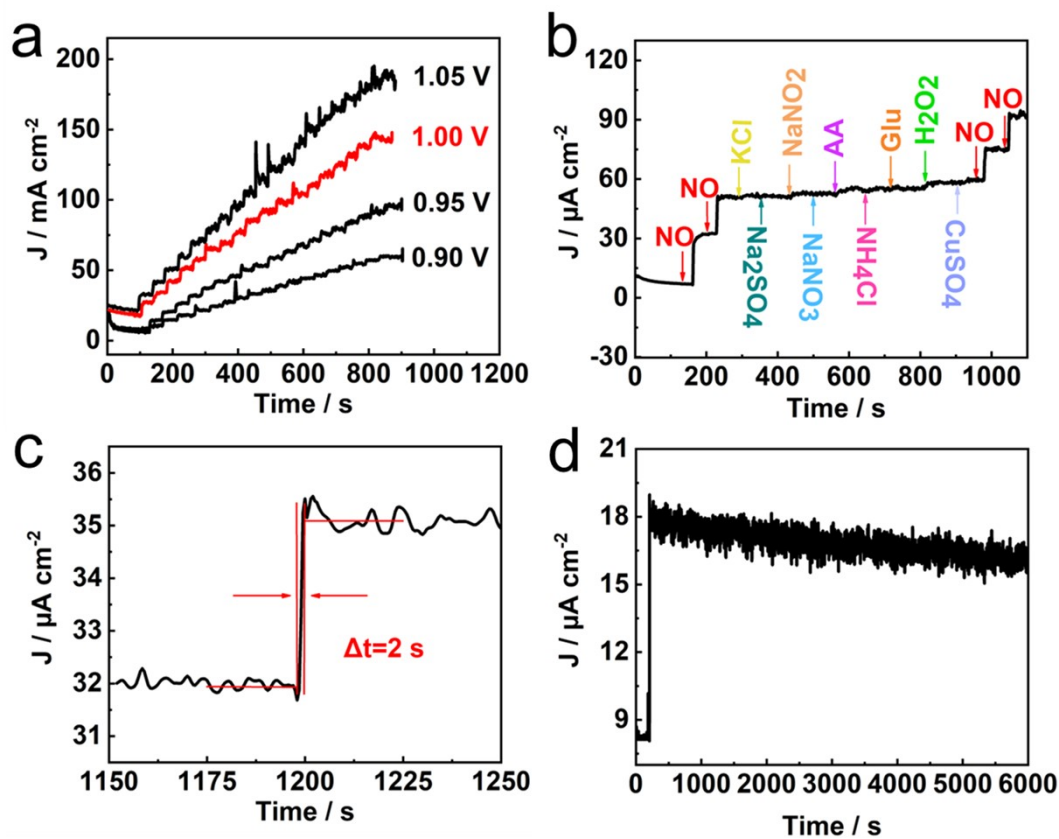 a
J / mA cm-2
200
150
100
50
0
1.05 V
1.00 V
0.95 V
0.90 V
0 200 400 600 800 1000 1200
Time / s
b
J / µA cm-2
120
90
60
30
0
-30
NO
NO
KCl
Na2SO4
NaNO2
NaNO3
AA
NH4Cl
Glu
H2O2
CuSO4
NO
NO
0 200 400 600 800 1000
Time / s
c
J / µA cm-2
36
35
34
33
32
31
Δt=2 s
1150 1175 1200 1225 1250
Time / s
d
J / µA cm-2
21
18
15
12
9
0 1000 2000 3000 4000 5000 6000
Time / s